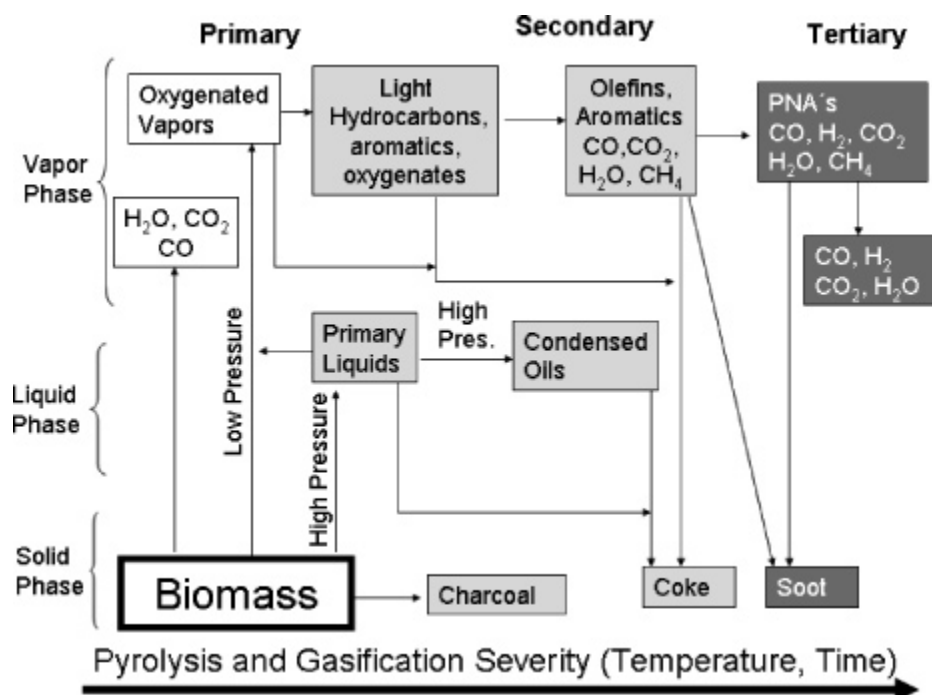 Primary
Secondary
Tertiary
Vapor
Phase
Oxygenated
Vapors
Light
Hydrocarbons,
aromatics,
oxygenates
Olefins,
Aromatics
CO,CO₂,
H₂O, CH₄
PNA´s
CO, H₂, CO₂
H₂O, CH₄
H₂O, CO₂
CO
CO, H₂
CO₂, H₂O
Liquid
Phase
Low Pressure
Primary
Liquids
High
Pres.
Condensed
Oils
High Pressure
Solid
Phase
Biomass
Charcoal
Coke
Soot
Pyrolysis and Gasification Severity (Temperature, Time)